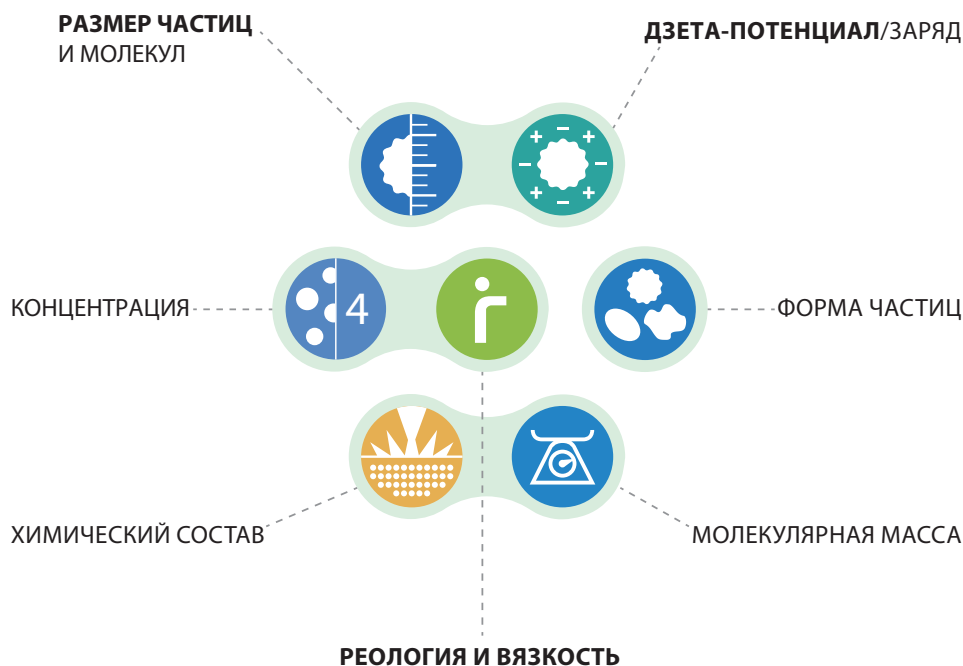 РАЗМЕР ЧАСТИЦ
И МОЛЕКУЛ
ДЗЕТА-ПОТЕНЦИАЛ/ЗАРЯД
КОНЦЕНТРАЦИЯ
4
ФОРМА ЧАСТИЦ
ХИМИЧЕСКИЙ СОСТАВ
МОЛЕКУЛЯРНАЯ МАССА
РЕОЛОГИЯ И ВЯЗКОСТЬ